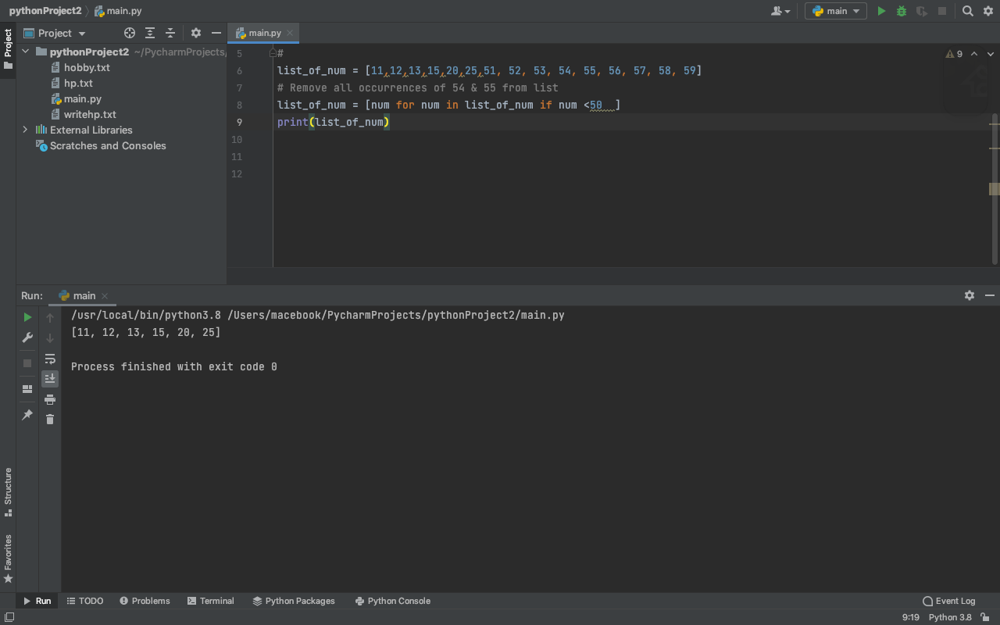 pythonProject2 main.py
main
Project
Project
main.py
pythonProject2 ~/PycharmProjects/
hobby.txt
hp.txt
main.py
writehp.txt
External Libraries
Scratches and Consoles
5 #
6 list_of_num = [11,12,13,15,20,25,51, 52, 53, 54, 55, 56, 57, 58, 59]
7 # Remove all occurrences of 54 & 55 from list
8 list_of_num = [num for num in list_of_num if num <50  ]
9 print(list_of_num)
10
11
12
9
Run: main
/usr/local/bin/python3.8 /Users/macebook/PycharmProjects/pythonProject2/main.py
[11, 12, 13, 15, 20, 25]
Process finished with exit code 0
Structure
Favorites
Run TODO Problems Terminal Python Packages Python Console Event Log
9:19 Python 3.8